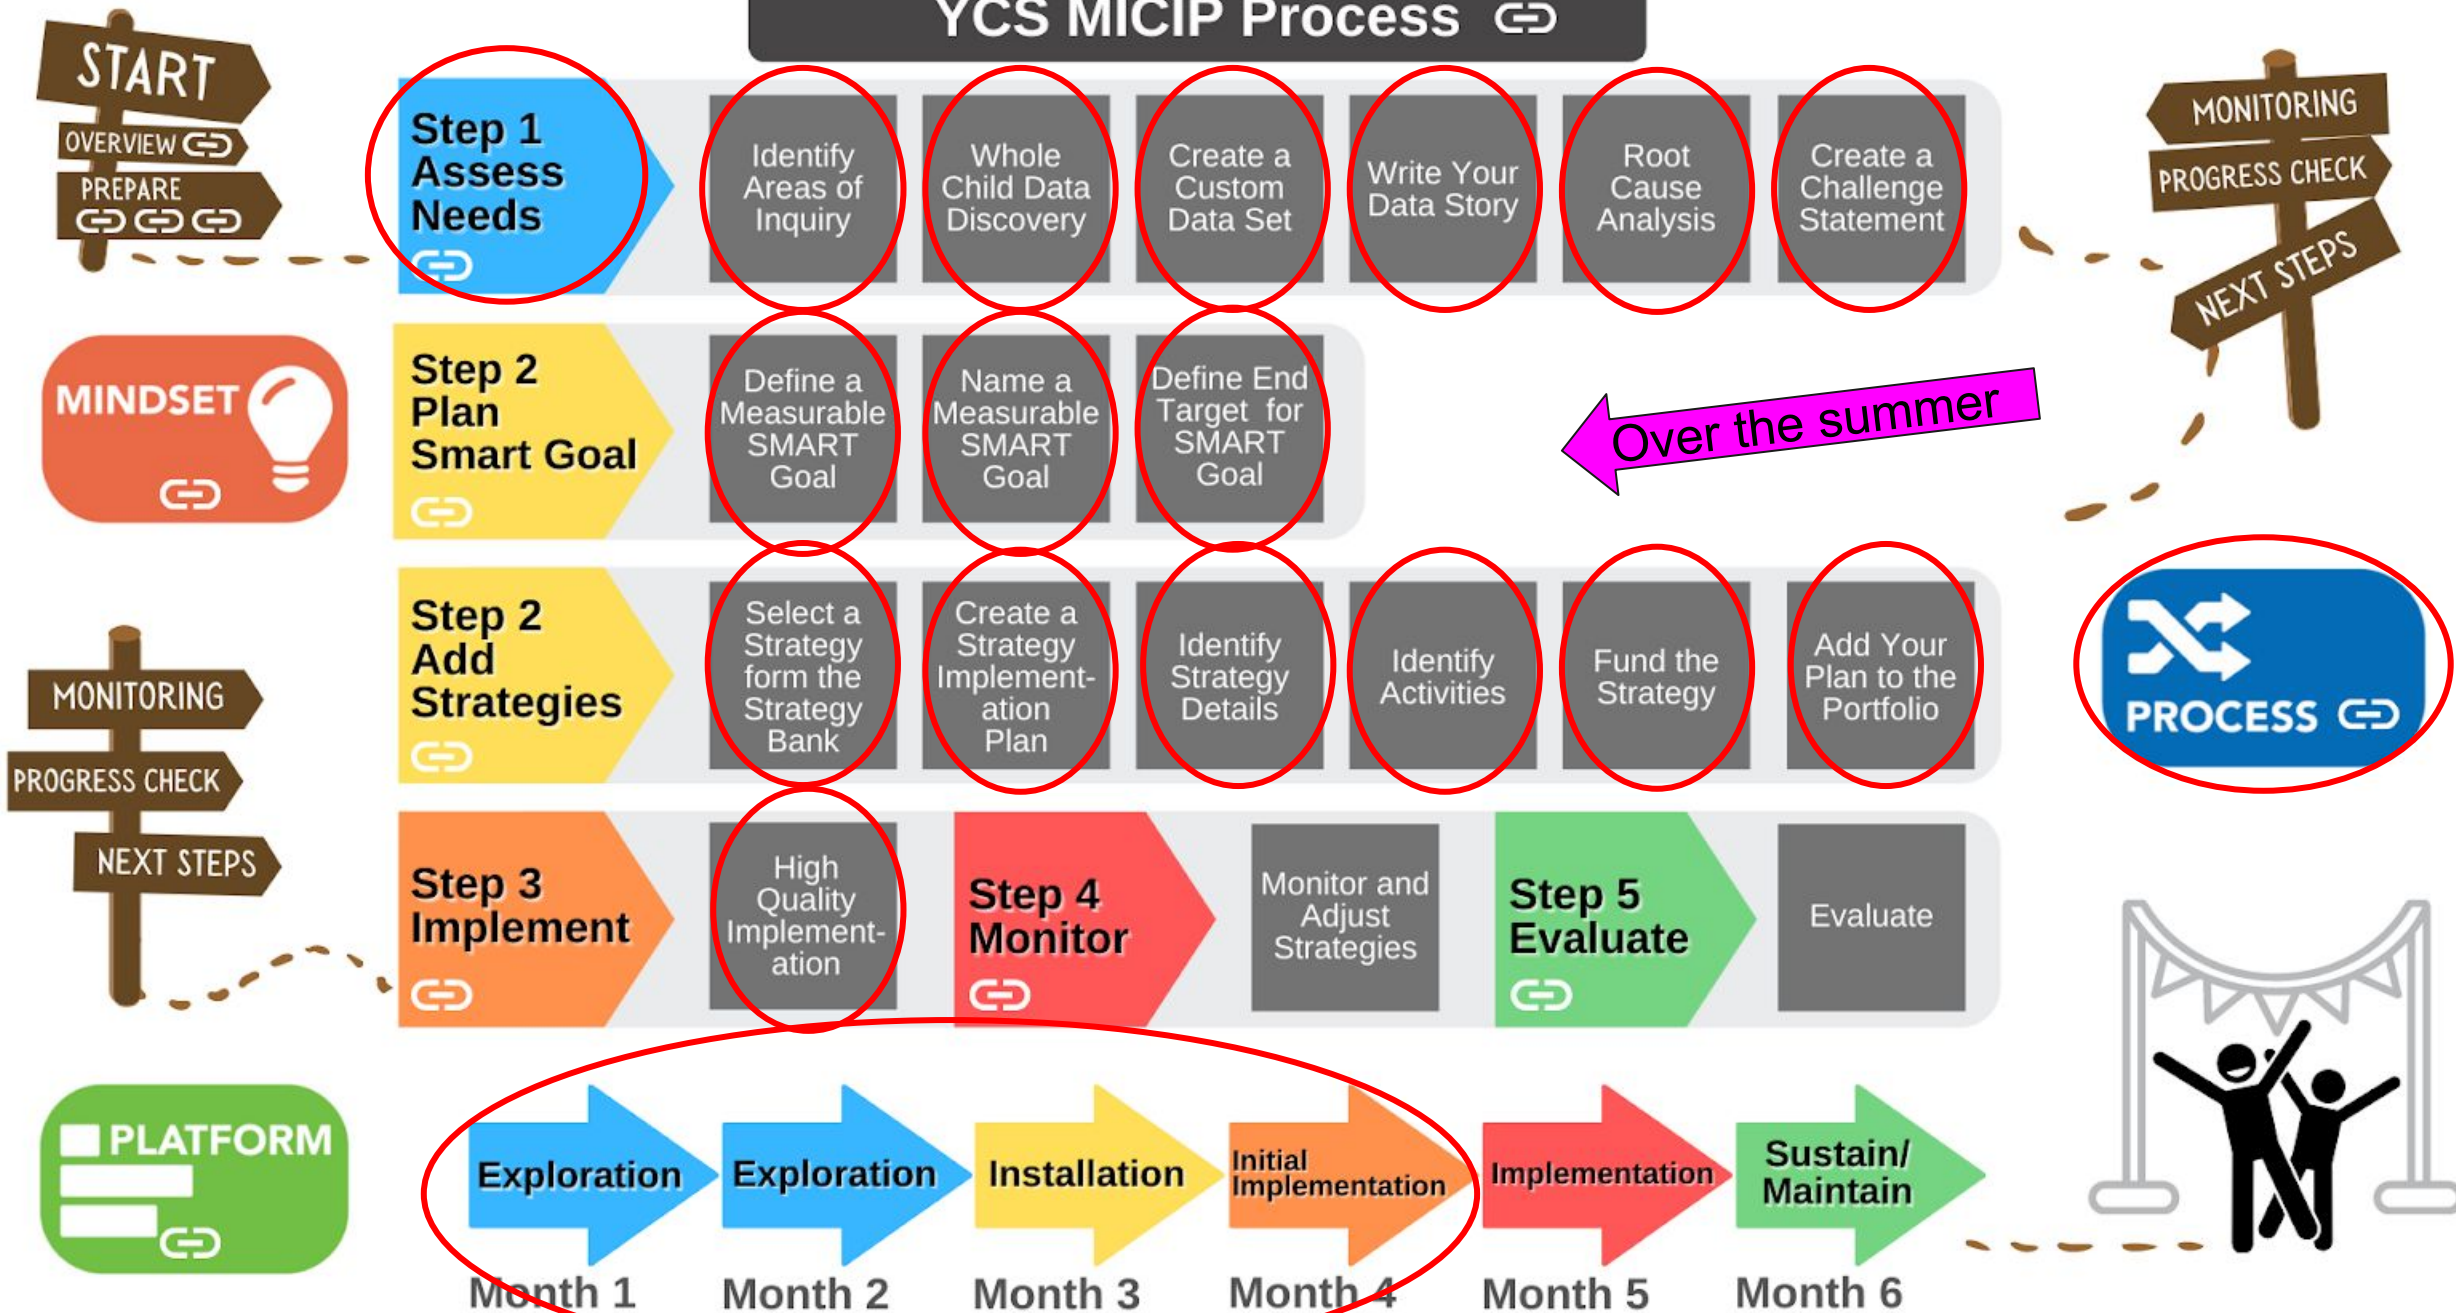 YCS MICIP Process
START
OVERVIEW
PREPARE
Step 1
Assess
Needs
Identify
Areas of
Inquiry
Whole
Child Data
Discovery
Create a
Custom
Data Set
Write Your
Data Story
Root
Cause
Analysis
Create a
Challenge
Statement
MONITORING
PROGRESS CHECK
NEXT STEPS
MINDSET
Step 2
Plan
Smart Goal
Define a
Measurable
SMART
Goal
Name a
Measurable
SMART
Goal
Define End
Target for
SMART
Goal
Over the summer
Step 2
Add
Strategies
Select a
Strategy
form the
Strategy
Bank
Create a
Strategy
Implement-
ation
Plan
Identify
Strategy
Details
Identify
Activities
Fund the
Strategy
Add Your
Plan to the
Portfolio
PROCESS
MONITORING
PROGRESS CHECK
NEXT STEPS
Step 3
Implement
High
Quality
Implement-
ation
Step 4
Monitor
Monitor and
Adjust
Strategies
Step 5
Evaluate
Evaluate
PLATFORM
Exploration
Exploration
Installation
Initial
Implementation
Implementation
Sustain/
Maintain
Month 1
Month 2
Month 3
Month 4
Month 5
Month 6